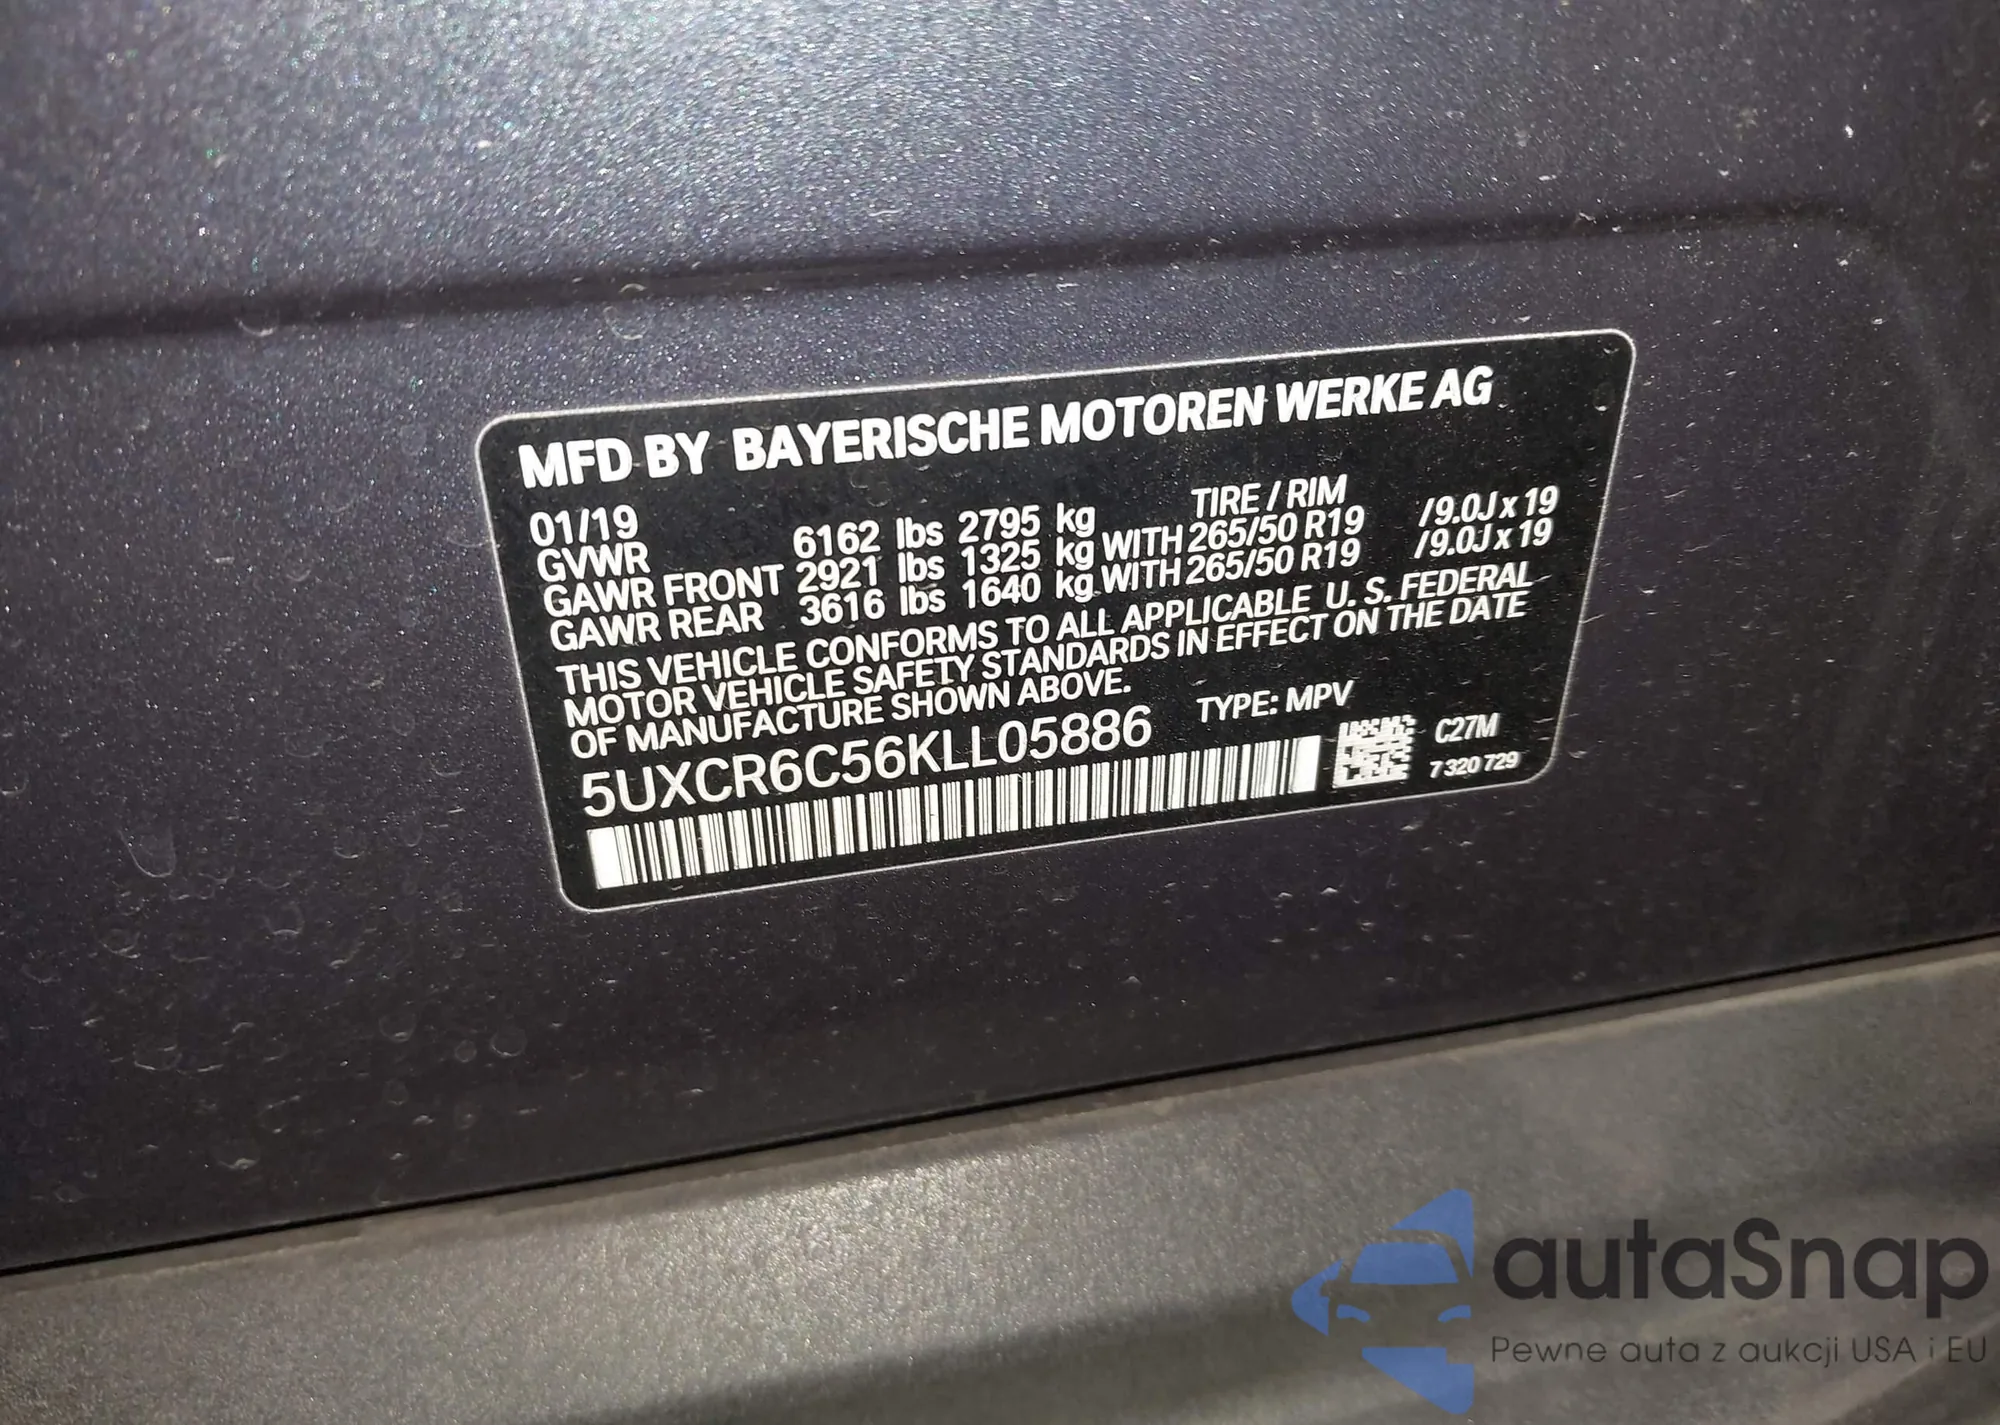 MFD BY BAYERISCHE MOTOREN WERKE AG
01/19 TIRE / RIM
GVWR 6162 lbs 2795 kg
GAWR FRONT 2921 lbs 1325 kg WITH 265/50 R19 /9.0J x 19
GAWR REAR 3616 lbs 1640 kg WITH 265/50 R19 /9.0J x 19
THIS VEHICLE CONFORMS TO ALL APPLICABLE U. S. FEDERAL
MOTOR VEHICLE SAFETY STANDARDS IN EFFECT ON THE DATE
OF MANUFACTURE SHOWN ABOVE.
5UXCR6C56KLL05886 TYPE: MPV
C27M
7 320 729
autaSnap
Pewne auta z aukcji USA i EU